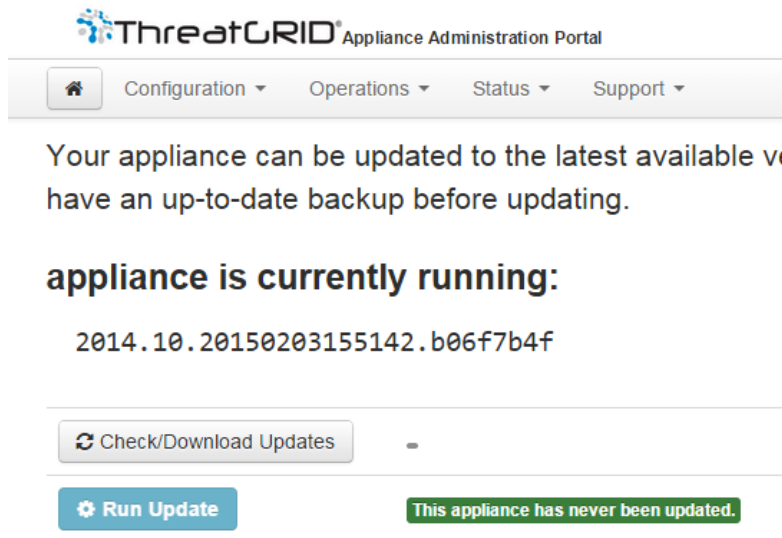 ThreatGRID Appliance Administration Portal
Configuration Operations Status Support
Your appliance can be updated to the latest available
have an up-to-date backup before updating.
appliance is currently running:
2014.10.20150203155142.b06f7b4f
Check/Download Updates -
Run Update This appliance has never been updated.